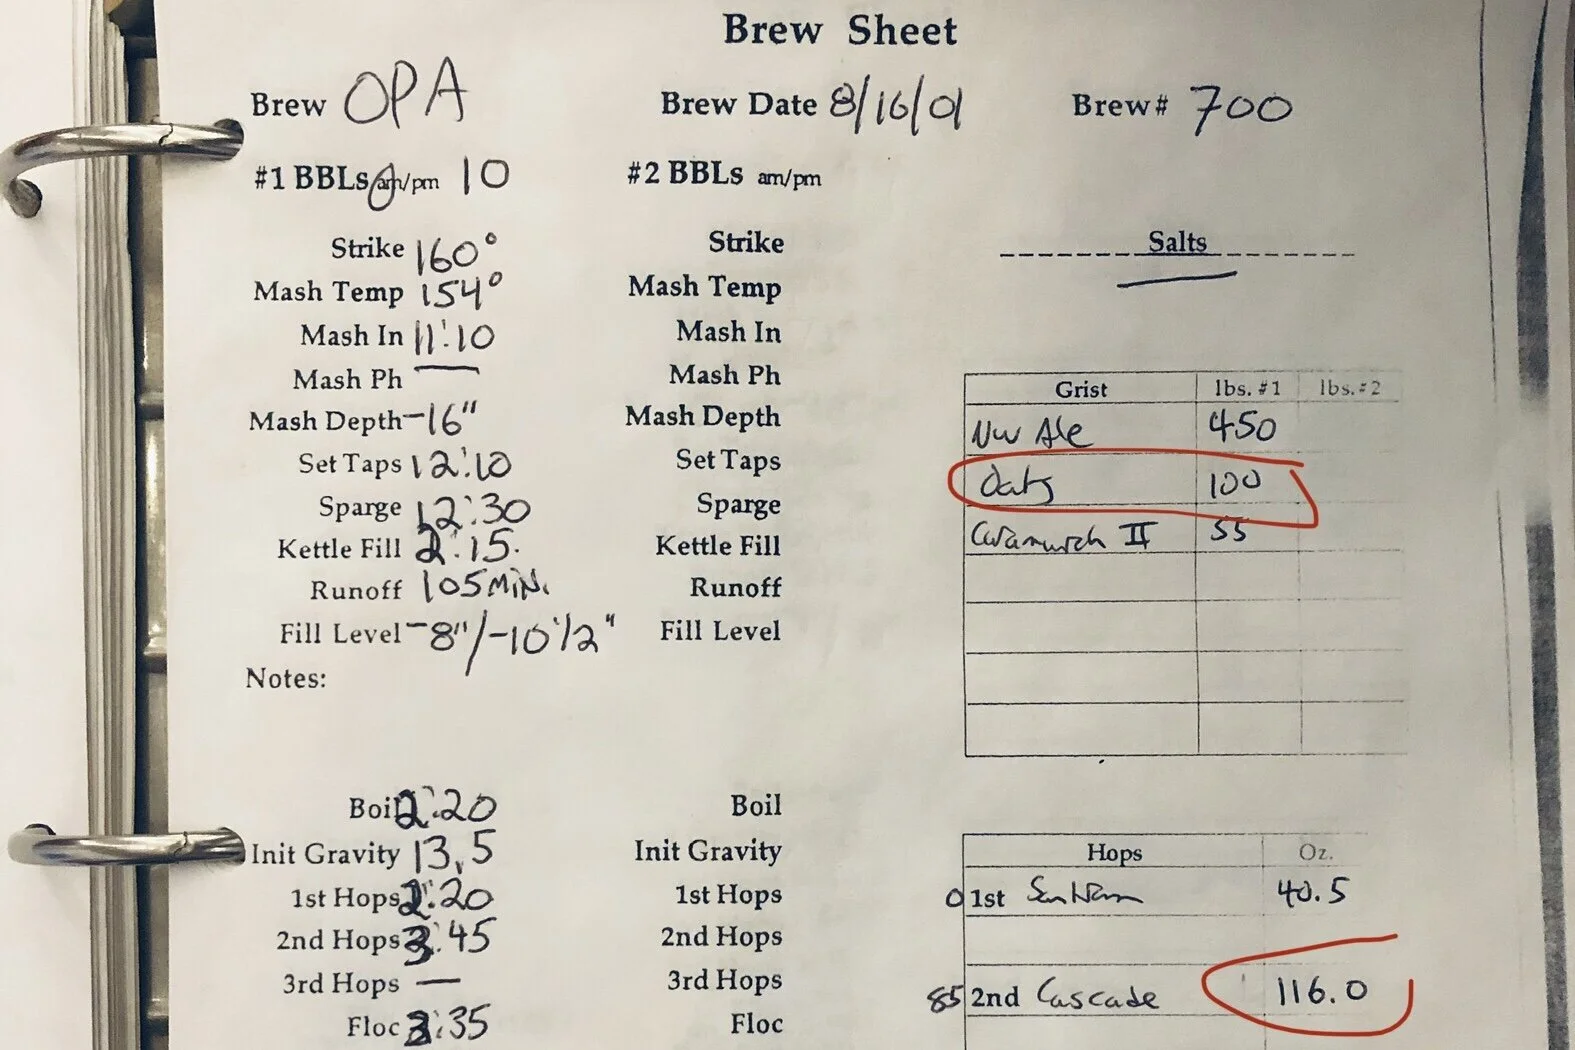 Brew Sheet
Brew OPA Brew Date 8/16/01 Brew# 700
#1 BBLs am/pm 10 #2 BBLs am/pm
Strike 160° Strike
Salts
Mash Temp 154° Mash Temp
Mash In 11:10 Mash In
Mash Ph — Mash Ph
Mash Depth -16" Mash Depth
Set Taps 12:10 Set Taps
Sparge 12:30 Sparge
Kettle Fill 2:15 Kettle Fill
Runoff 105 MIN. Runoff
Fill Level -8"/-10 1/2" Fill Level
Notes:
Grist lbs. #1 lbs. #2
NW Ale 450
Oats 100
Caramunich II 55
Boil 2:20 Boil
Init Gravity 13.5 Init Gravity
1st Hops 2:20 1st Hops
2nd Hops 3:45 2nd Hops
3rd Hops — 3rd Hops
Floc 3:35 Floc
Hops Oz.
0 1st 40.5
85 2nd Cascade 116.0